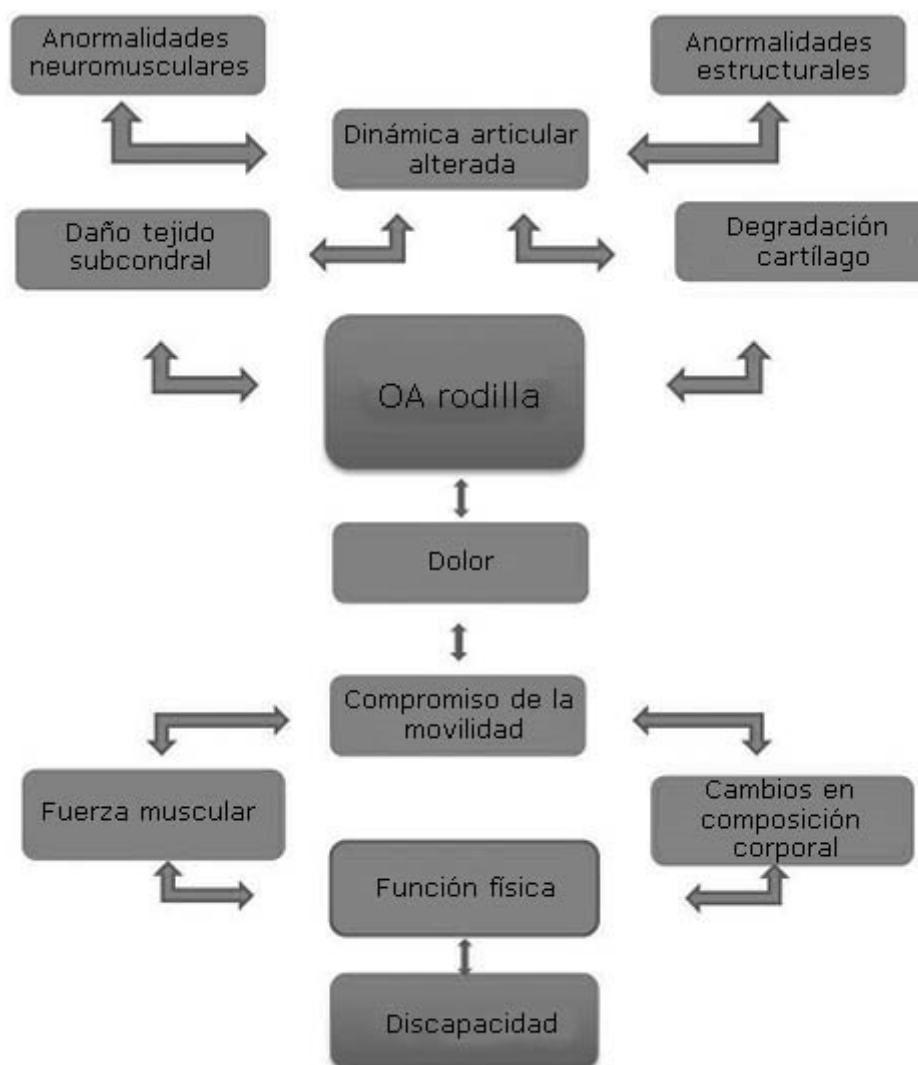 Anormalidades
neuromusculares
Anormalidades
estructurales
Dinámica articular
alterada
Daño tejido
subcondral
Degradación
cartílago
OA rodilla
Dolor
Compromiso de la
movilidad
Fuerza muscular
Cambios en
composición
corporal
Función física
Discapacidad